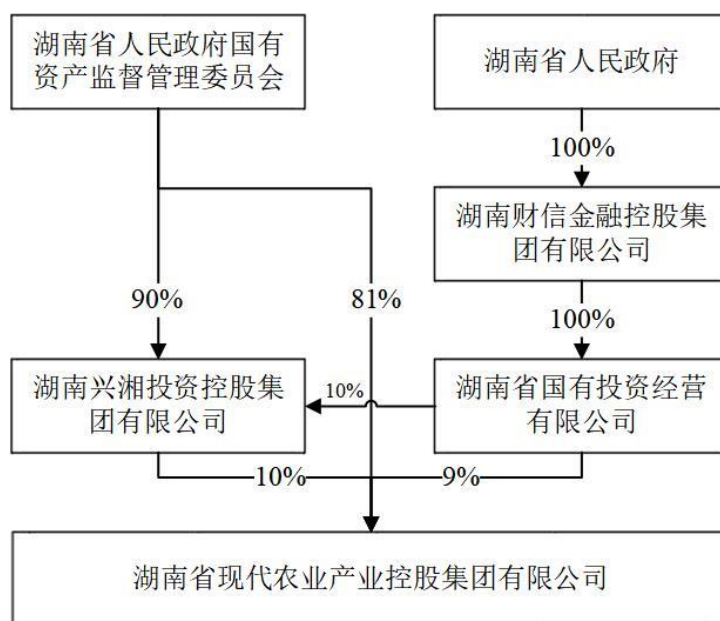 湖南省人民政府国有
资产监督管理委员会
湖南省人民政府
100%
湖南财信金融控股集
团有限公司
90%
81%
100%
湖南兴湘投资控股集
团有限公司
10%
湖南省国有投资经营
有限公司
10%
9%
湖南省现代农业产业控股集团有限公司